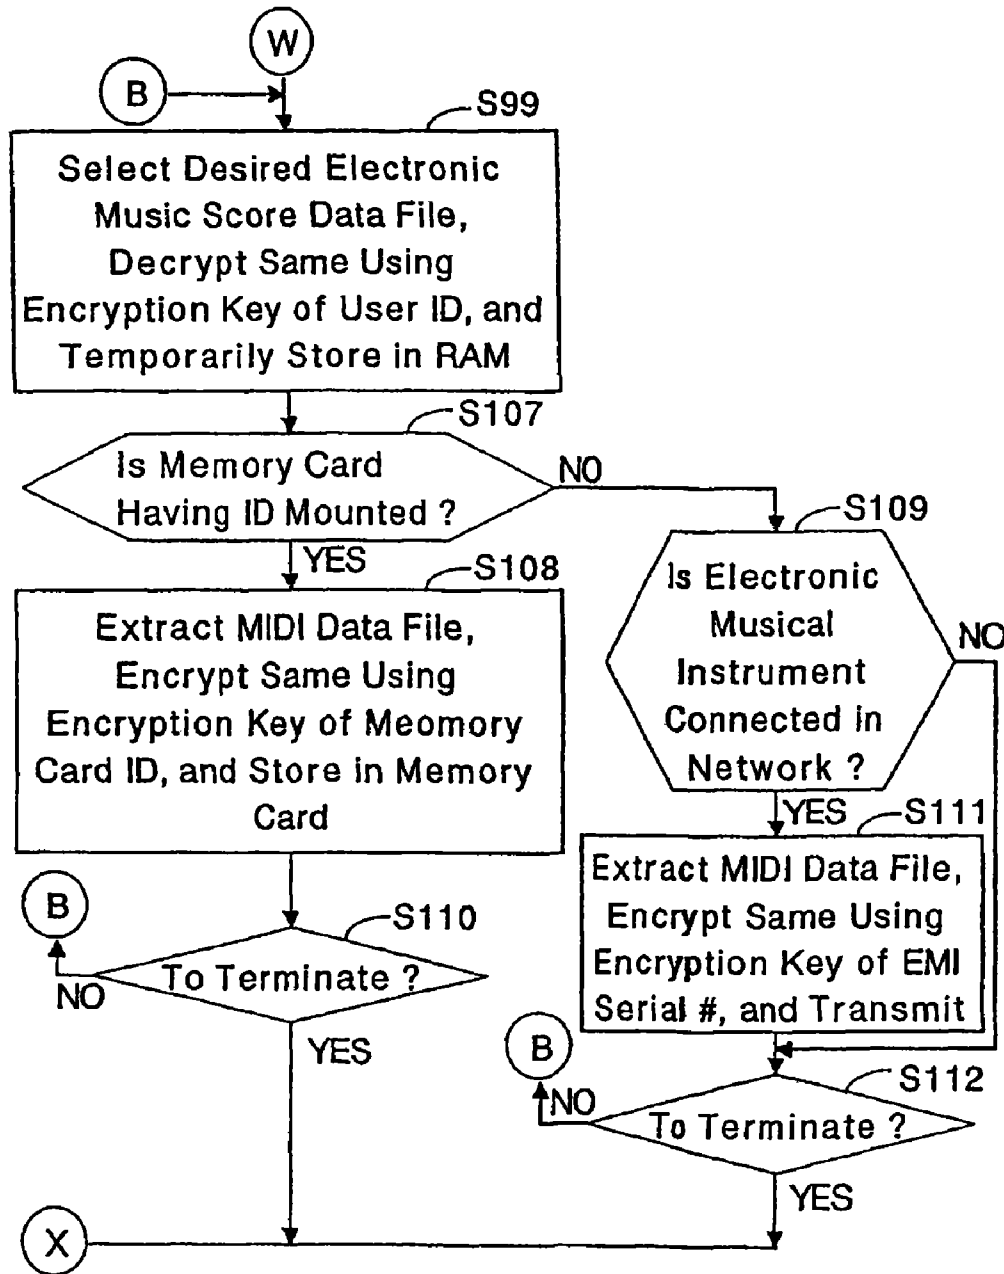 W
B
S99
Select Desired Electronic
Music Score Data File,
Decrypt Same Using
Encryption Key of User ID, and
Temporarily Store in RAM
S107
Is Memory Card
Having ID Mounted ?
NO
YES
S108
Extract MIDI Data File,
Encrypt Same Using
Encryption Key of Meomory
Card ID, and Store in Memory
Card
S109
Is Electronic
Musical
Instrument
Connected in
Network ?
NO
YES
S111
Extract MIDI Data File,
Encrypt Same Using
Encryption Key of EMI
Serial #, and Transmit
B
S110
To Terminate ?
NO
YES
B
S112
To Terminate ?
NO
YES
X